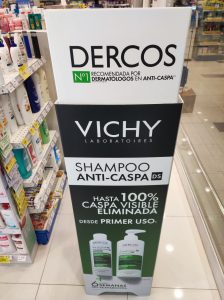 DERCOS
Nº1 RECOMENDADA POR
DERMATÓLOGOS EN ANTI-CASPA*
VICHY
LABORATOIRES
SHAMPOO
ANTI-CASPA DS
HASTA 100%
CASPA VISIBLE
ELIMINADA
DESDE PRIMER USO
SEMANAS